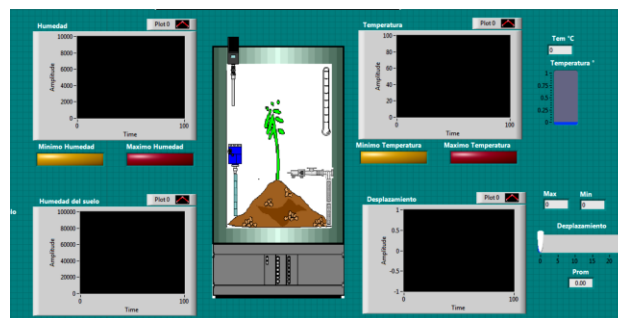 Humedad
Plot 0
10000
8000
6000
4000
2000
0
Amplitude
0
100
Time
Minimo Humedad
Maximo Humedad
Humedad del suelo
Plot 0
100000
80000
60000
40000
20000
0
Amplitude
0
100
Time
Temperatura
Plot 0
100
80
60
40
20
0
Amplitude
0
100
Time
Minimo Temperatura
Maximo Temperatura
Tem °C
0
Temperatura °
1
0.75
0.5
0.25
0
Desplazamiento
Plot 0
1
0.5
0
-0.5
-1
Amplitude
0
100
Time
Max
Min
0
0
Desplazamiento
0
5
10
15
20
Prom
0.00